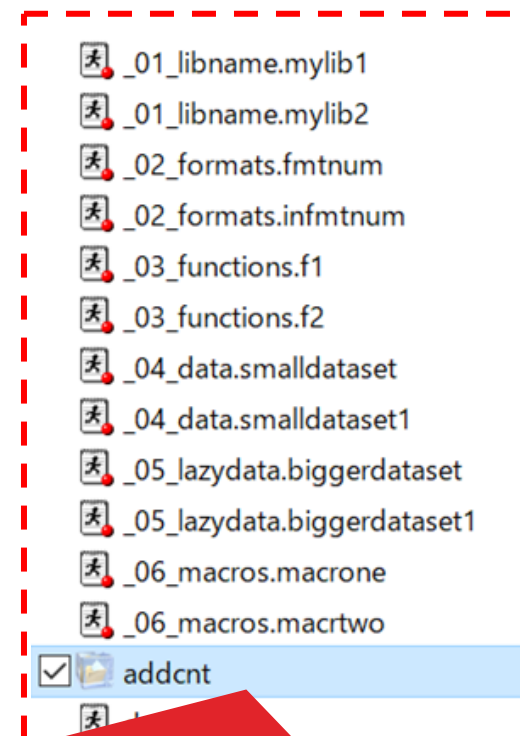 _01_libname.mylib1
_01_libname.mylib2
_02_formats.fmtnum
_02_formats.infmtnum
_03_functions.f1
_03_functions.f2
_04_data.smalldataset
_04_data.smalldataset1
_05_lazydata.biggerdataset
_05_lazydata.biggerdataset1
_06_macros.macrone
_06_macros.macrtwo
addcnt